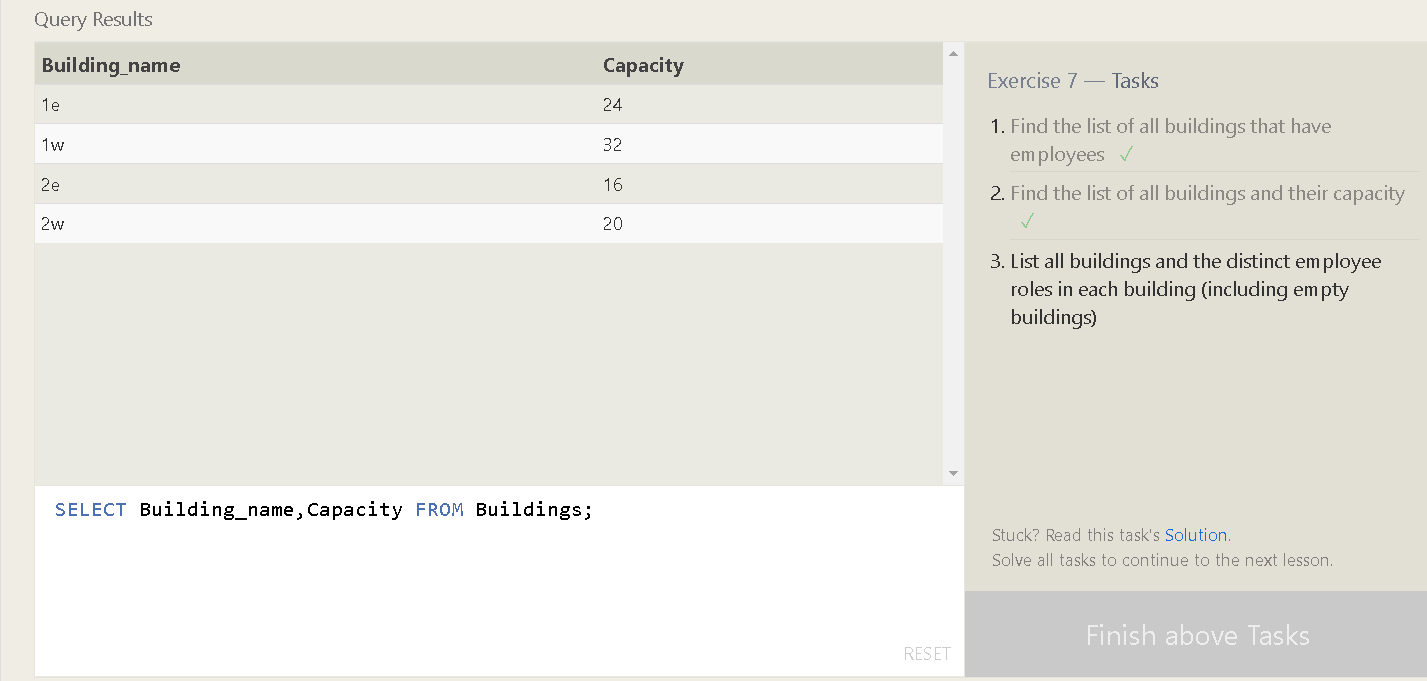 Query Results
Building_name Capacity
1e 24
1w 32
2e 16
2w 20
SELECT Building_name,Capacity FROM Buildings;
RESET
Exercise 7 — Tasks
1. Find the list of all buildings that have
employees ✓
2. Find the list of all buildings and their capacity
✓
3. List all buildings and the distinct employee
roles in each building (including empty
buildings)
Stuck? Read this task's Solution.
Solve all tasks to continue to the next lesson.
Finish above Tasks